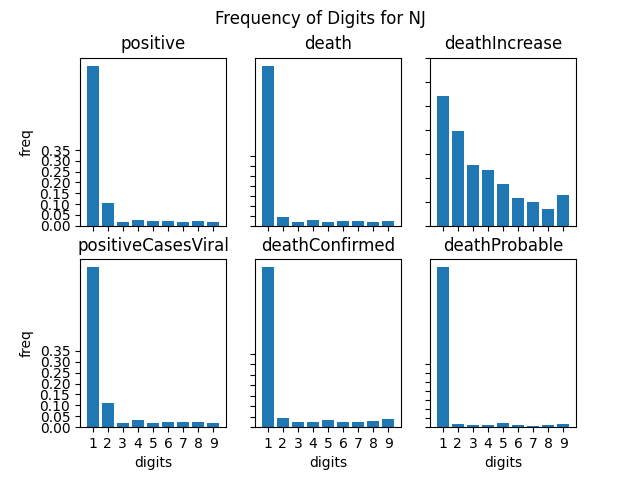 Frequency of Digits for NJ
positive death deathIncrease
freq
0.35
0.30
0.25
0.20
0.15
0.10
0.05
0.00
positiveCasesViral deathConfirmed deathProbable
freq
0.35
0.30
0.25
0.20
0.15
0.10
0.05
0.00
1 2 3 4 5 6 7 8 9 1 2 3 4 5 6 7 8 9 1 2 3 4 5 6 7 8 9
digits digits digits